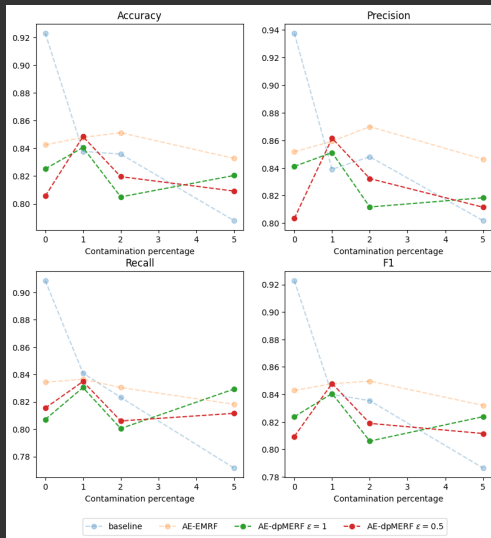 Accuracy
0.92
0.90
0.88
0.86
0.84
0.82
0.80
0 1 2 3 4 5
Contamination percentage
Precision
0.94
0.92
0.90
0.88
0.86
0.84
0.82
0.80
0 1 2 3 4 5
Contamination percentage
Recall
0.90
0.88
0.86
0.84
0.82
0.80
0.78
0 1 2 3 4 5
Contamination percentage
F1
0.92
0.90
0.88
0.86
0.84
0.82
0.80
0.78
0 1 2 3 4 5
Contamination percentage
baseline AE-EMRF AE-dpMERF ε = 1 AE-dpMERF ε = 0.5